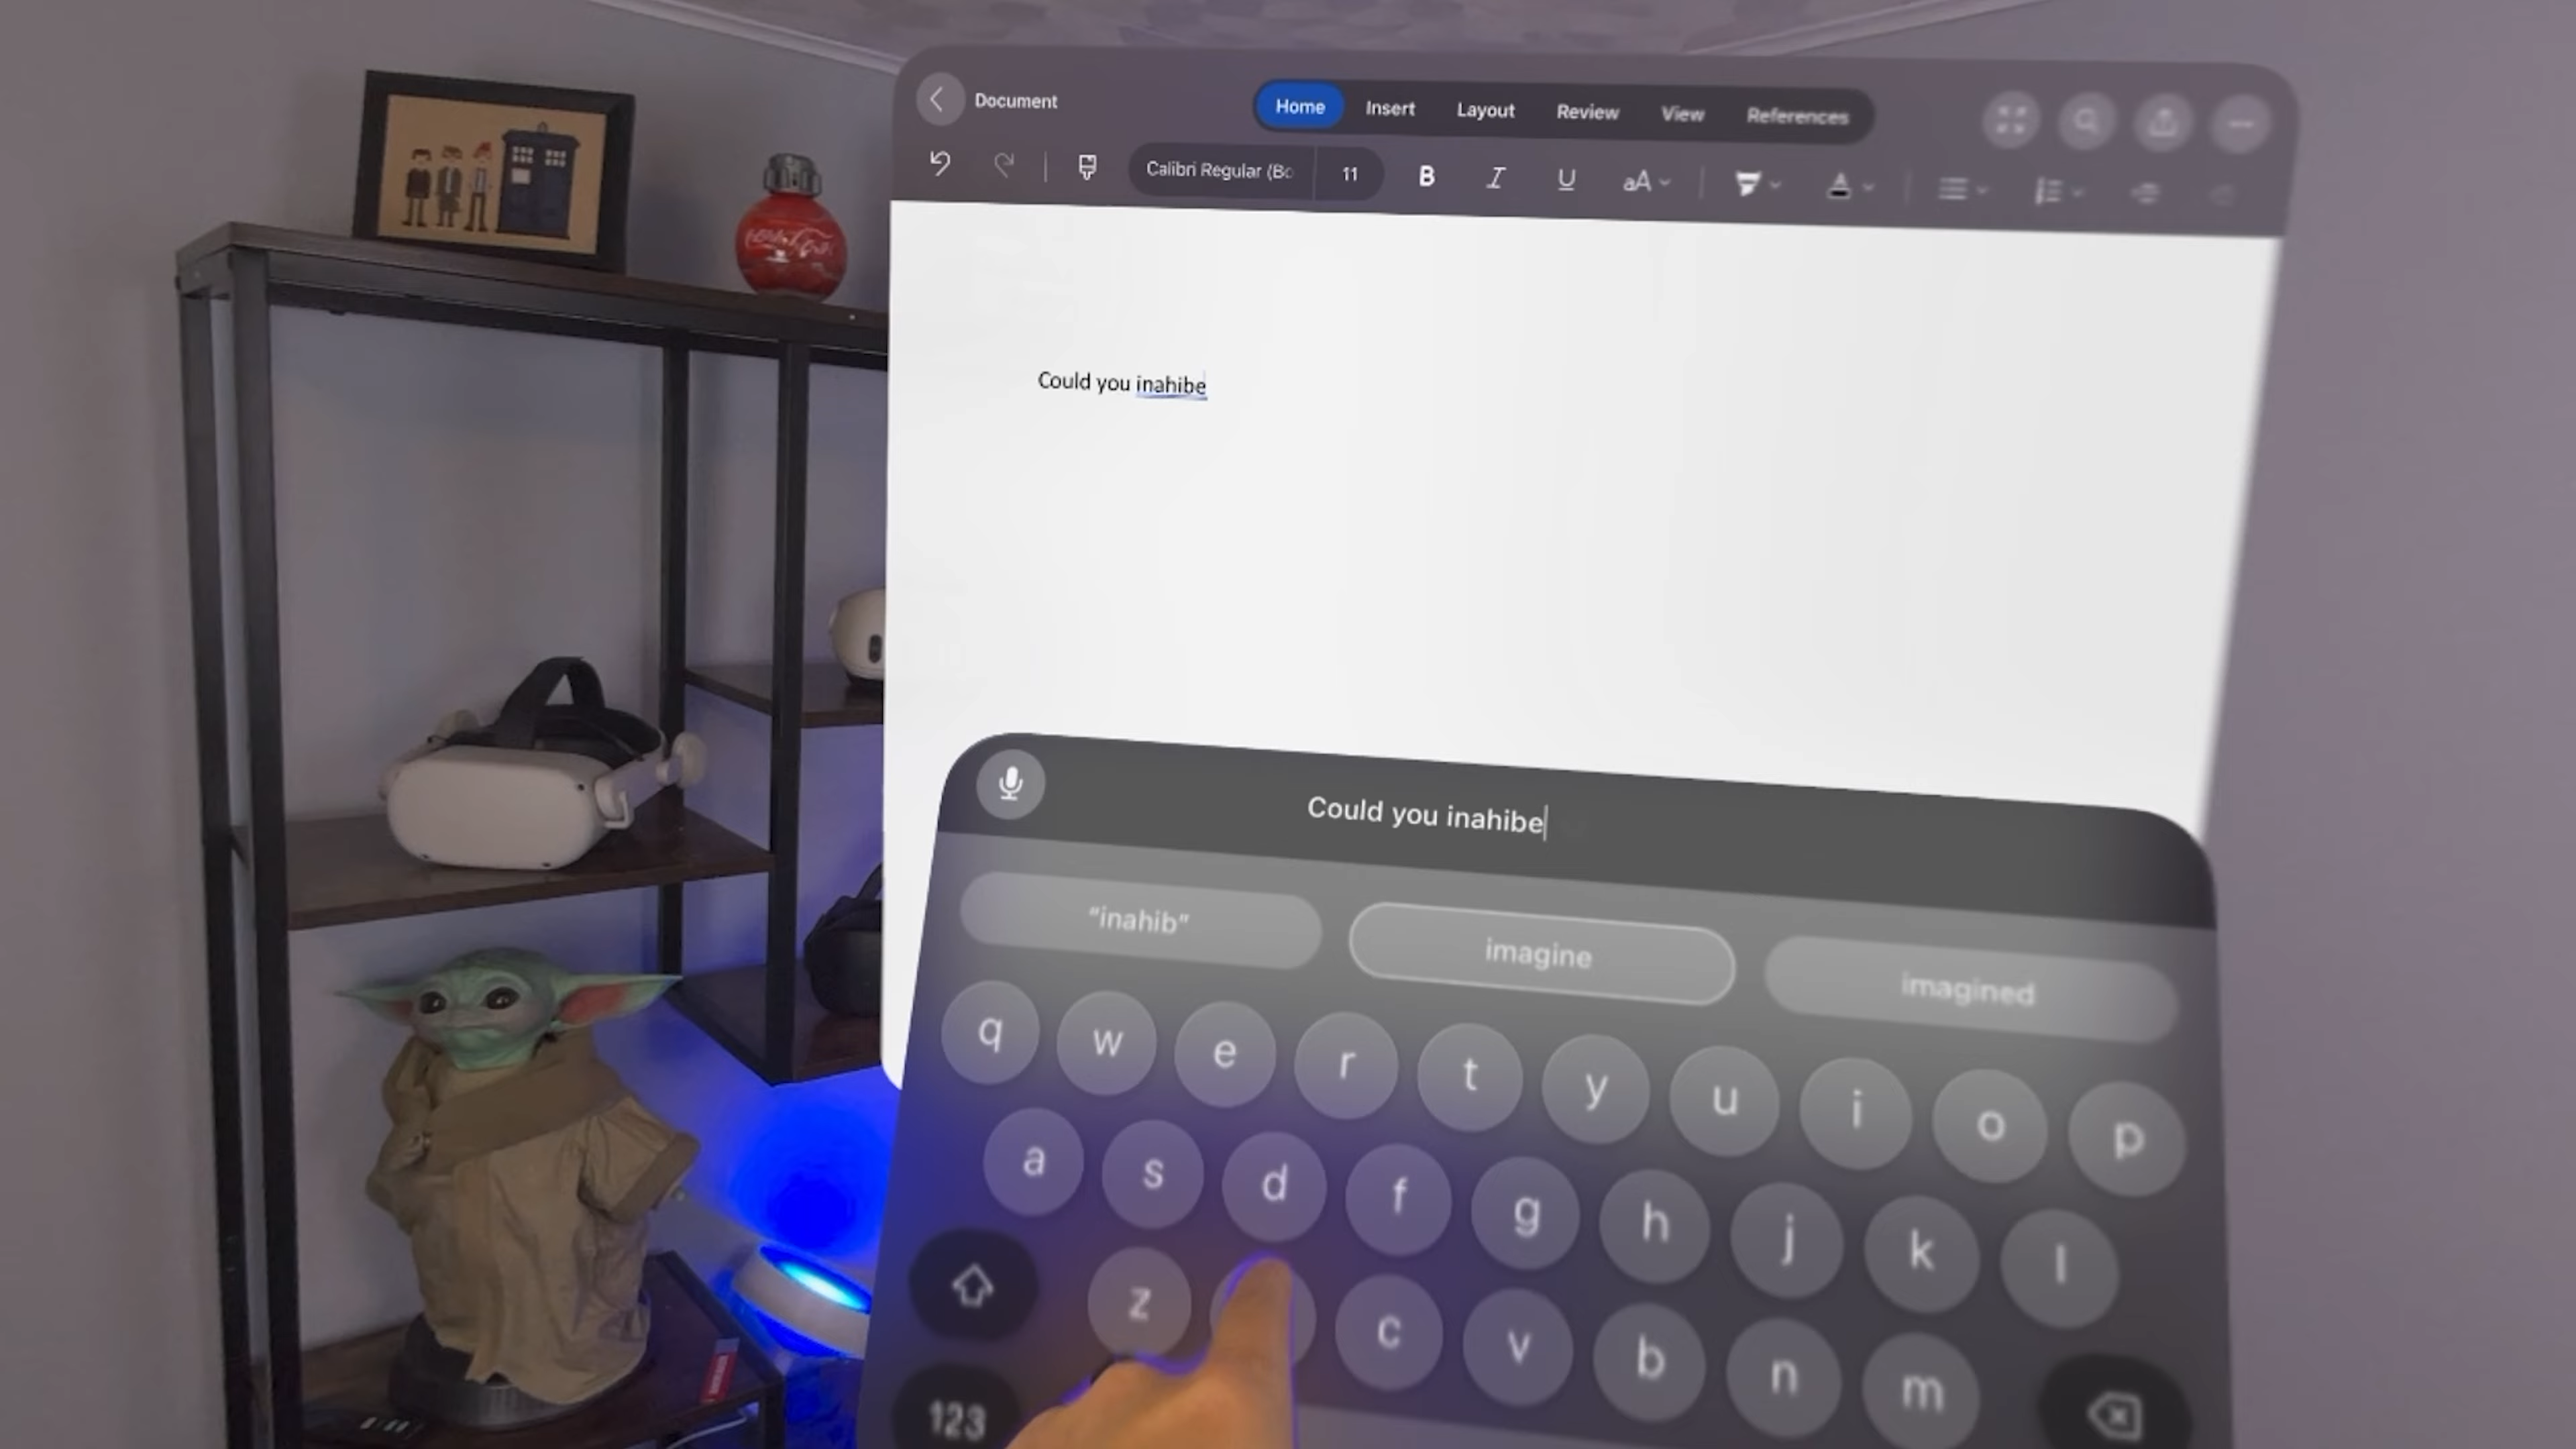 Document
Home Insert Layout Review View References
Calibri Regular (Bo 11 B I U aA
Could you inahibe
Could you inahibe
“inahib” imagine imagined
q w e r t y u i o p
a s d f g h j k l
z c v b n m
123